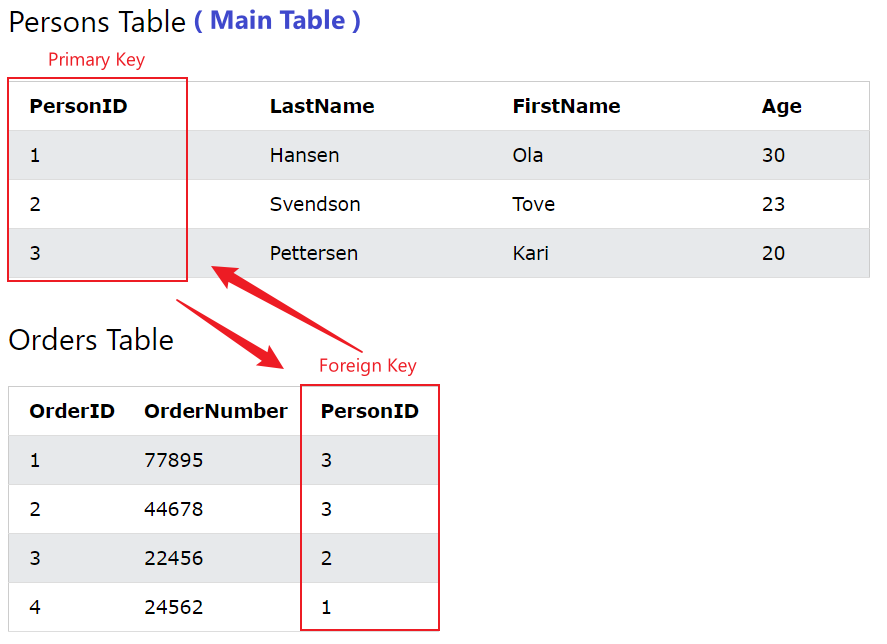 Persons Table ( Main Table )
Primary Key
PersonID LastName FirstName Age
1 Hansen Ola 30
2 Svendson Tove 23
3 Pettersen Kari 20
Orders Table
Foreign Key
OrderID OrderNumber PersonID
1 77895 3
2 44678 3
3 22456 2
4 24562 1